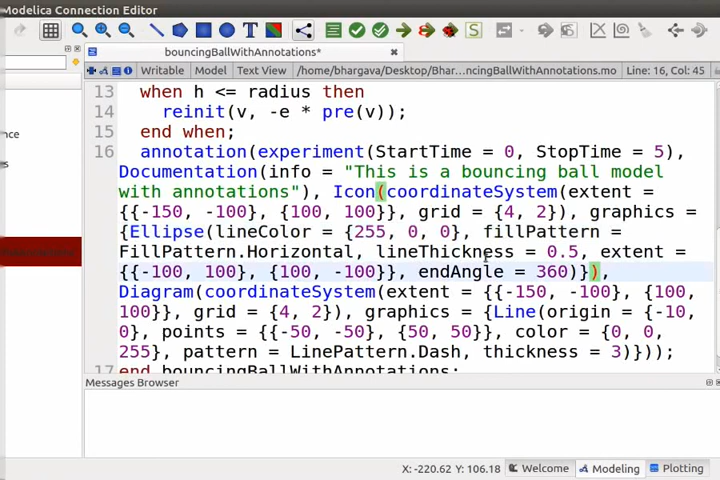 Modelica Connection Editor
bouncingBallWithAnnotations*
Writable Model Text View /home/bhargava/Desktop/Bhar...ncingBallWithAnnotations.mo Line: 16, Col: 45
13 when h <= radius then
14 reinit(v, -e * pre(v));
15 end when;
16 annotation(experiment(StartTime = 0, StopTime = 5),
Documentation(info = "This is a bouncing ball model
with annotations"), Icon(coordinateSystem(extent =
{{-150, -100}, {100, 100}}, grid = {4, 2}), graphics =
{Ellipse(lineColor = {255, 0, 0}, fillPattern =
FillPattern.Horizontal, lineThickness = 0.5, extent =
{{-100, 100}, {100, -100}}, endAngle = 360)}),
Diagram(coordinateSystem(extent = {{-150, -100}, {100,
100}}, grid = {4, 2}), graphics = {Line(origin = {-10,
0}, points = {{-50, -50}, {50, 50}}, color = {0, 0,
255}, pattern = LinePattern.Dash, thickness = 3)}));
17 end bouncingBallWithAnnotations;
Messages Browser
X: -220.62 Y: 106.18 Welcome Modeling Plotting